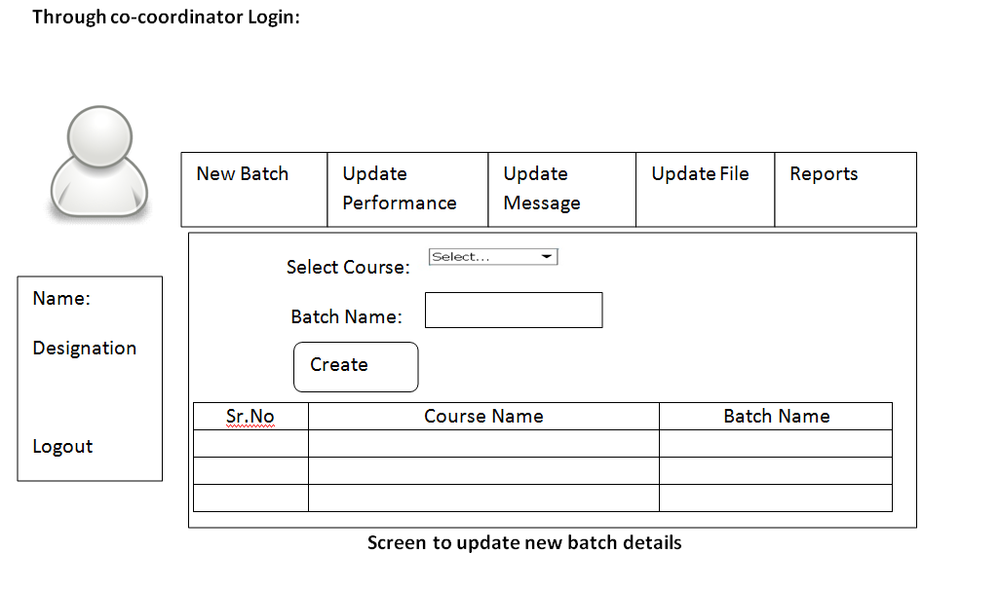 Through co-coordinator Login:
New Batch
Update
Performance
Update
Message
Update File
Reports
Name:
Designation
Logout
Select Course:
Select...
Batch Name:
Create
Sr.No Course Name Batch Name
Screen to update new batch details